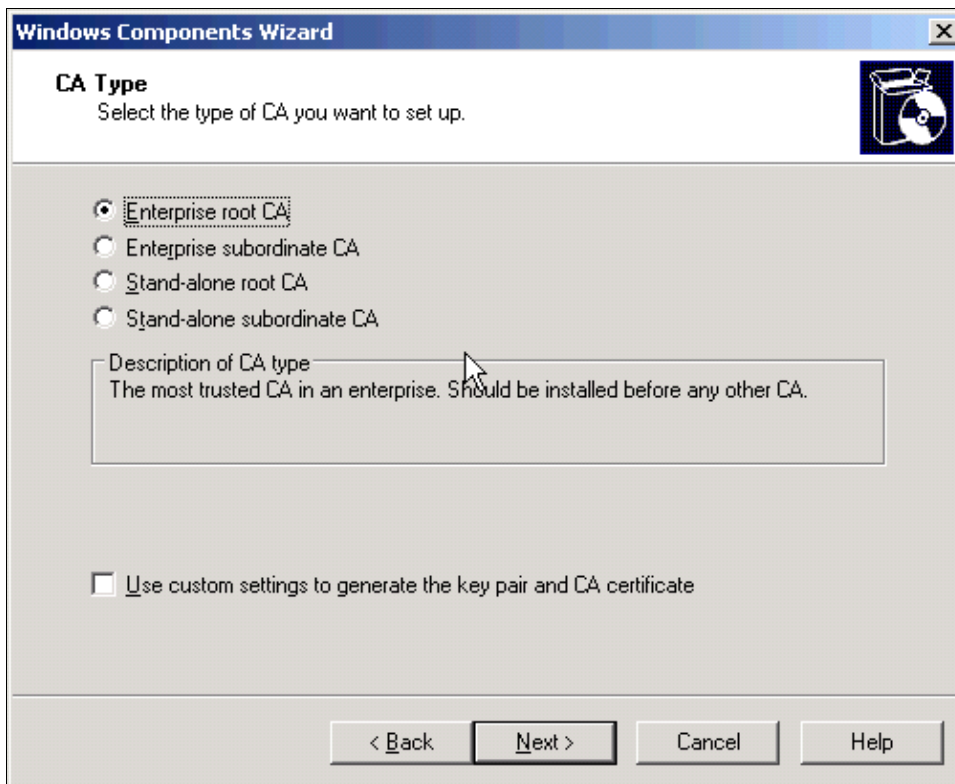 Windows Components Wizard
CA Type
Select the type of CA you want to set up.
Enterprise root CA
Enterprise subordinate CA
Stand-alone root CA
Stand-alone subordinate CA
Description of CA type
The most trusted CA in an enterprise. Should be installed before any other CA.
Use custom settings to generate the key pair and CA certificate
< Back Next > Cancel Help